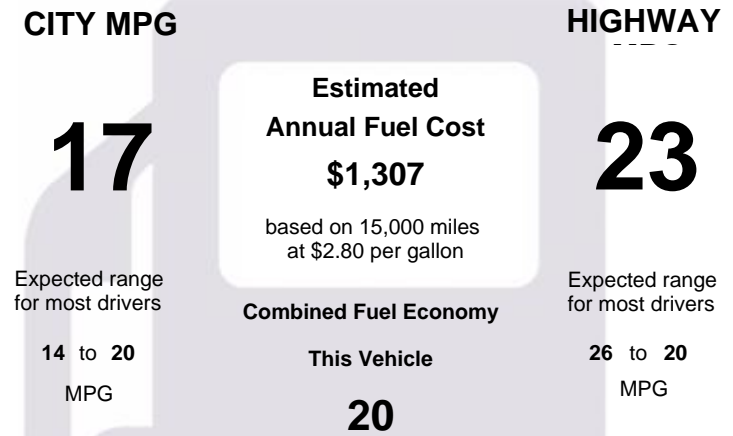 CITY MPG
17
Expected range
for most drivers
14 to 20
MPG
Estimated
Annual Fuel Cost
$1,307
based on 15,000 miles
at $2.80 per gallon
Combined Fuel Economy
This Vehicle
20
HIGHWAY
23
Expected range
for most drivers
26 to 20
MPG